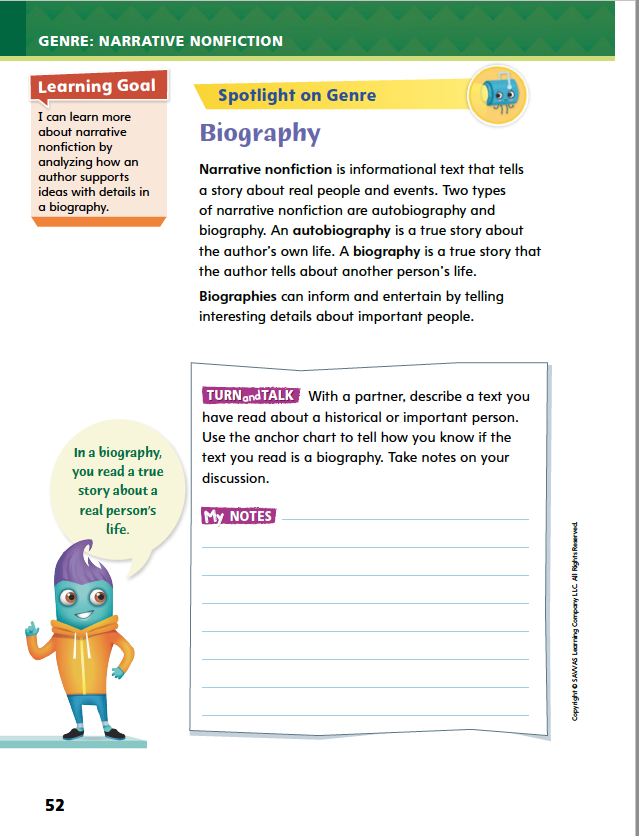 GENRE: NARRATIVE NONFICTION
Learning Goal
I can learn more
about narrative
nonfiction by
analyzing how an
author supports
ideas with details in
a biography.
Spotlight on Genre
Biography
Narrative nonfiction is informational text that tells
a story about real people and events. Two types
of narrative nonfiction are autobiography and
biography. An autobiography is a true story about
the author's own life. A biography is a true story that
the author tells about another person's life.
Biographies can inform and entertain by telling
interesting details about important people.
TURN and TALK With a partner, describe a text you
have read about a historical or important person.
Use the anchor chart to tell how you know if the
text you read is a biography. Take notes on your
discussion.
My NOTES
In a biography,
you read a true
story about a
real person's
life.
Copyright © SAVVAS Learning Company LLC. All Rights Reserved.
52